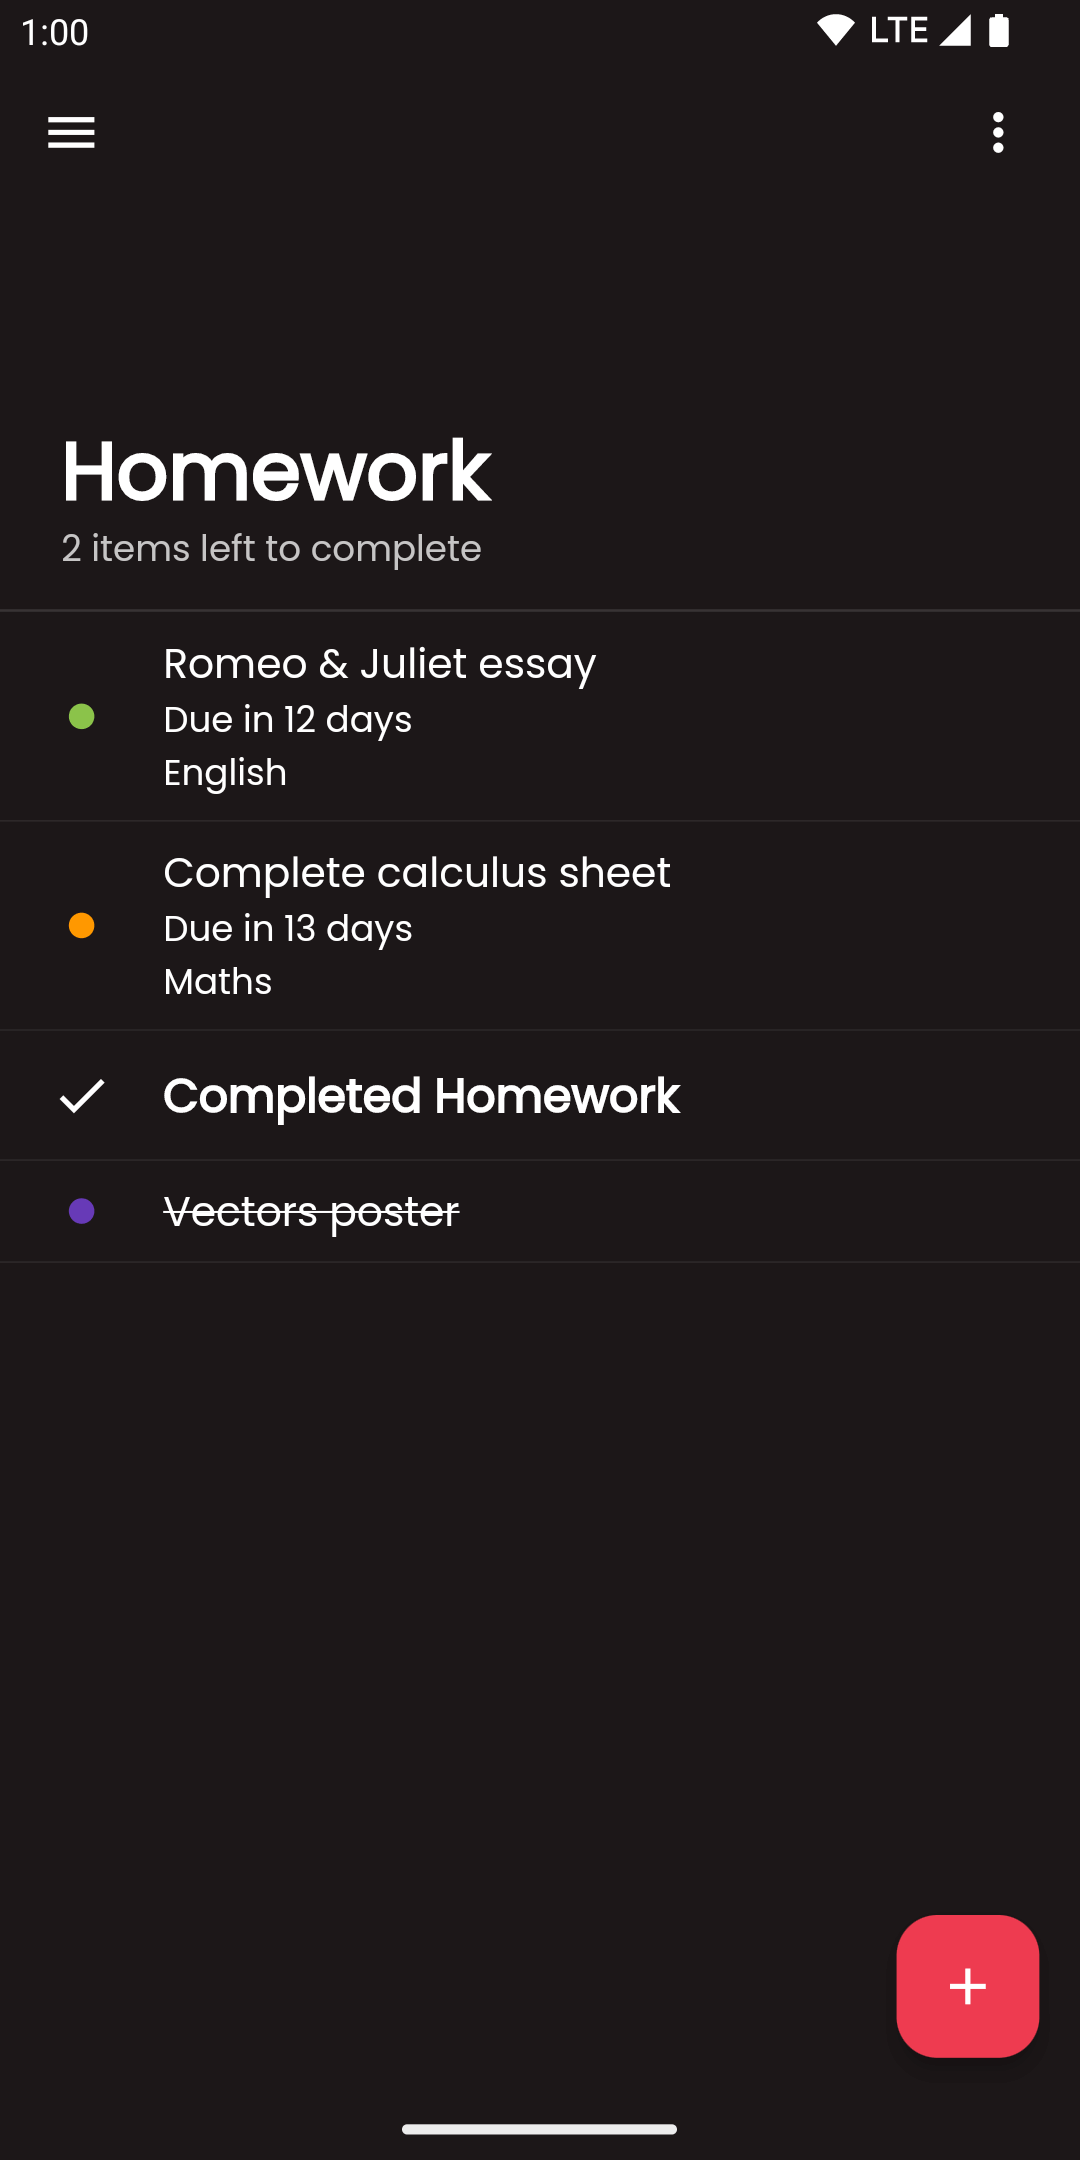 1:00
LTE
Homework
2 items left to complete
Romeo & Juliet essay
Due in 12 days
English
Complete calculus sheet
Due in 13 days
Maths
Completed Homework
Vectors poster